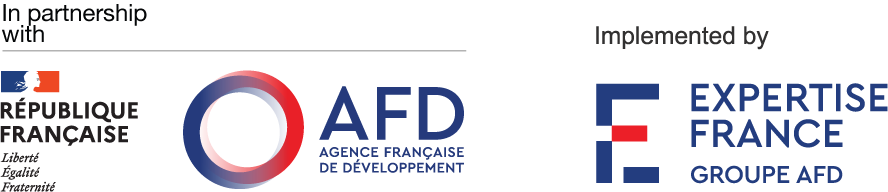 In partnership
with
RÉPUBLIQUE
FRANÇAISE
Liberté
Égalité
Fraternité
AFD
AGENCE FRANÇAISE
DE DÉVELOPPEMENT
Implemented by
EXPERTISE
FRANCE
GROUPE AFD